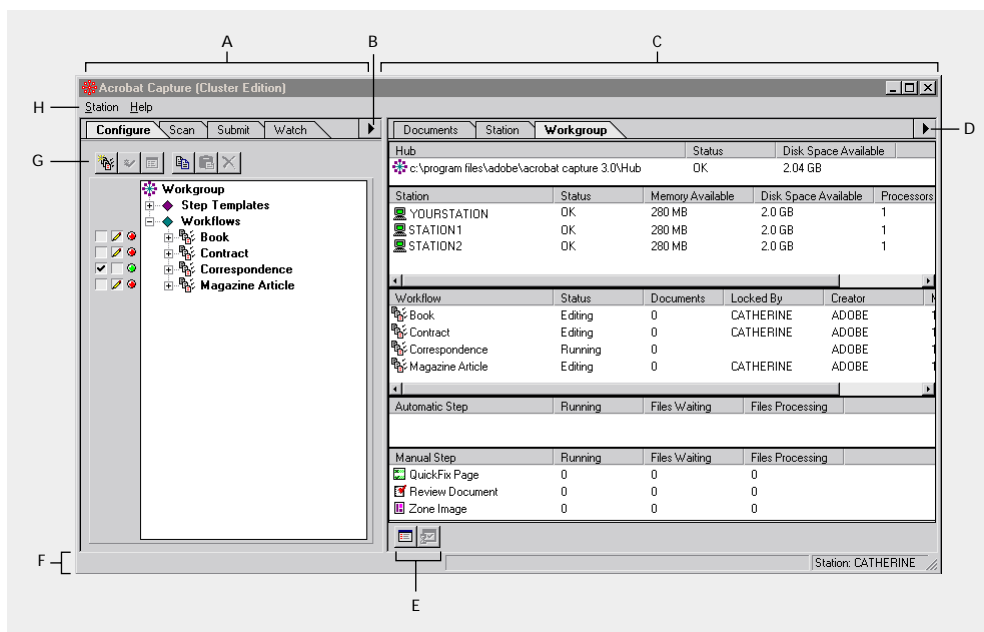 A
B
C
Acrobat Capture (Cluster Edition)
H
Station Help
Configure Scan Submit Watch
Documents Station Workgroup
D
G
Hub Status Disk Space Available
c:\program files\adobe\acrobat capture 3.0\Hub OK 2.04 GB
Workgroup
Step Templates
Workflows
Book
Contract
Correspondence
Magazine Article
Station Status Memory Available Disk Space Available Processors
YOURSTATION OK 280 MB 2.0 GB 1
STATION1 OK 280 MB 2.0 GB 1
STATION2 OK 280 MB 2.0 GB 1
Workflow Status Documents Locked By Creator
Book Editing 0 CATHERINE ADOBE 1
Contract Editing 0 CATHERINE ADOBE 1
Correspondence Running 0 ADOBE 1
Magazine Article Editing 0 CATHERINE ADOBE 1
Automatic Step Running Files Waiting Files Processing
Manual Step Running Files Waiting Files Processing
QuickFix Page 0 0 0
Review Document 0 0 0
Zone Image 0 0 0
F
Station: CATHERINE
E